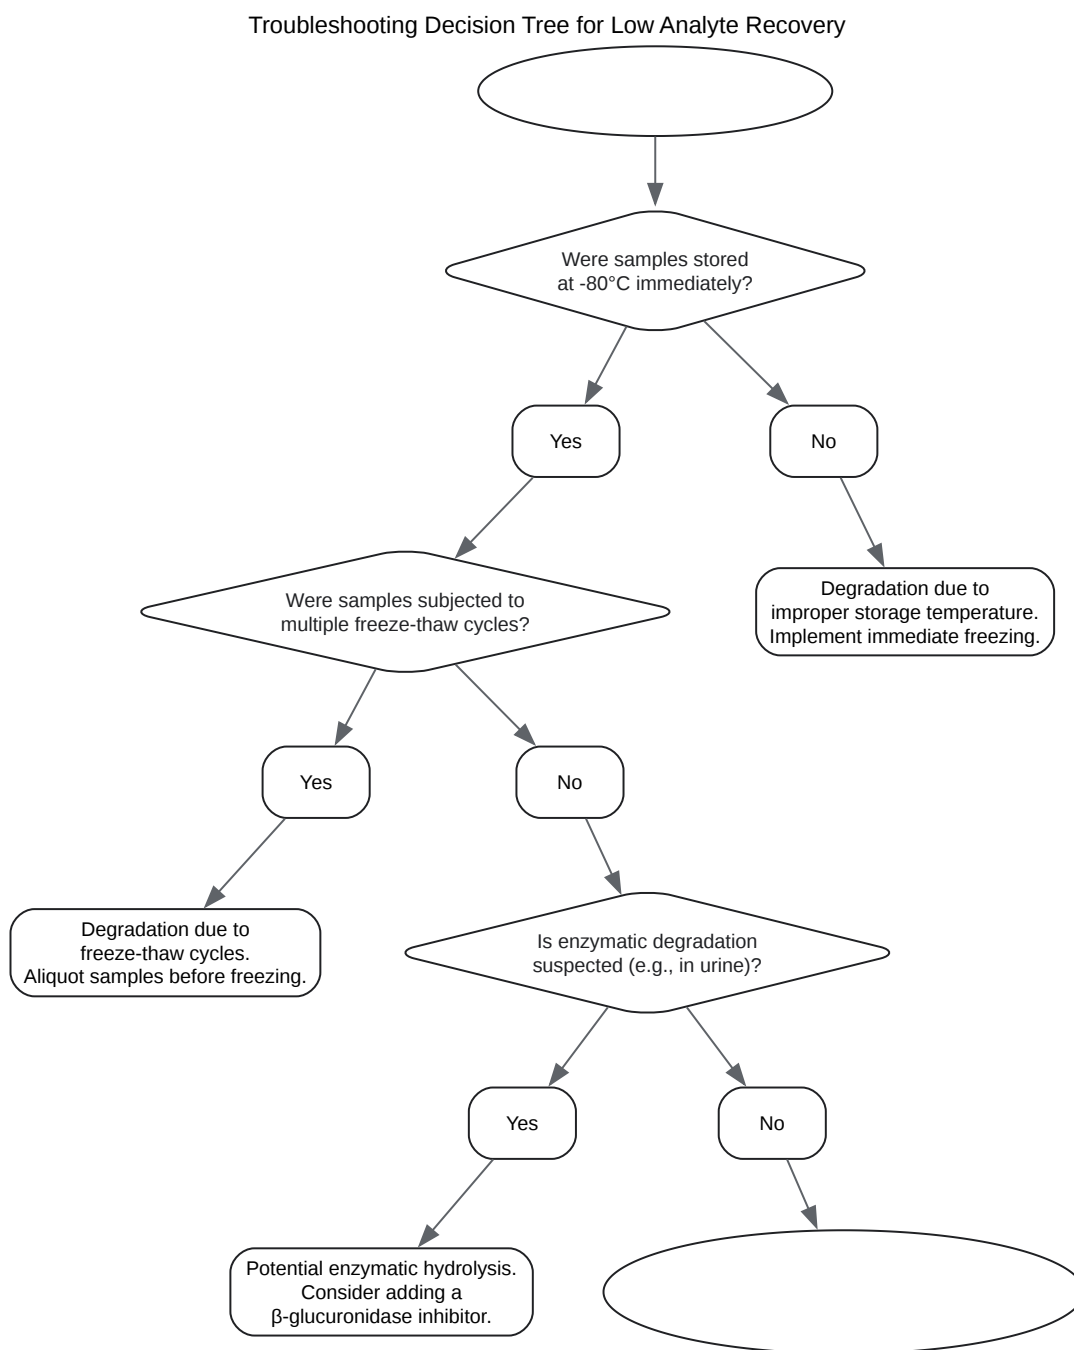 Troubleshooting Decision Tree for Low Analyte Recovery
Were samples stored
at -80°C immediately?
Yes
No
Were samples subjected to
multiple freeze-thaw cycles?
Degradation due to
improper storage temperature.
Implement immediate freezing.
Yes
No
Degradation due to
freeze-thaw cycles.
Aliquot samples before freezing.
Is enzymatic degradation
suspected (e.g., in urine)?
Yes
No
Potential enzymatic hydrolysis.
Consider adding a
β-glucuronidase inhibitor.